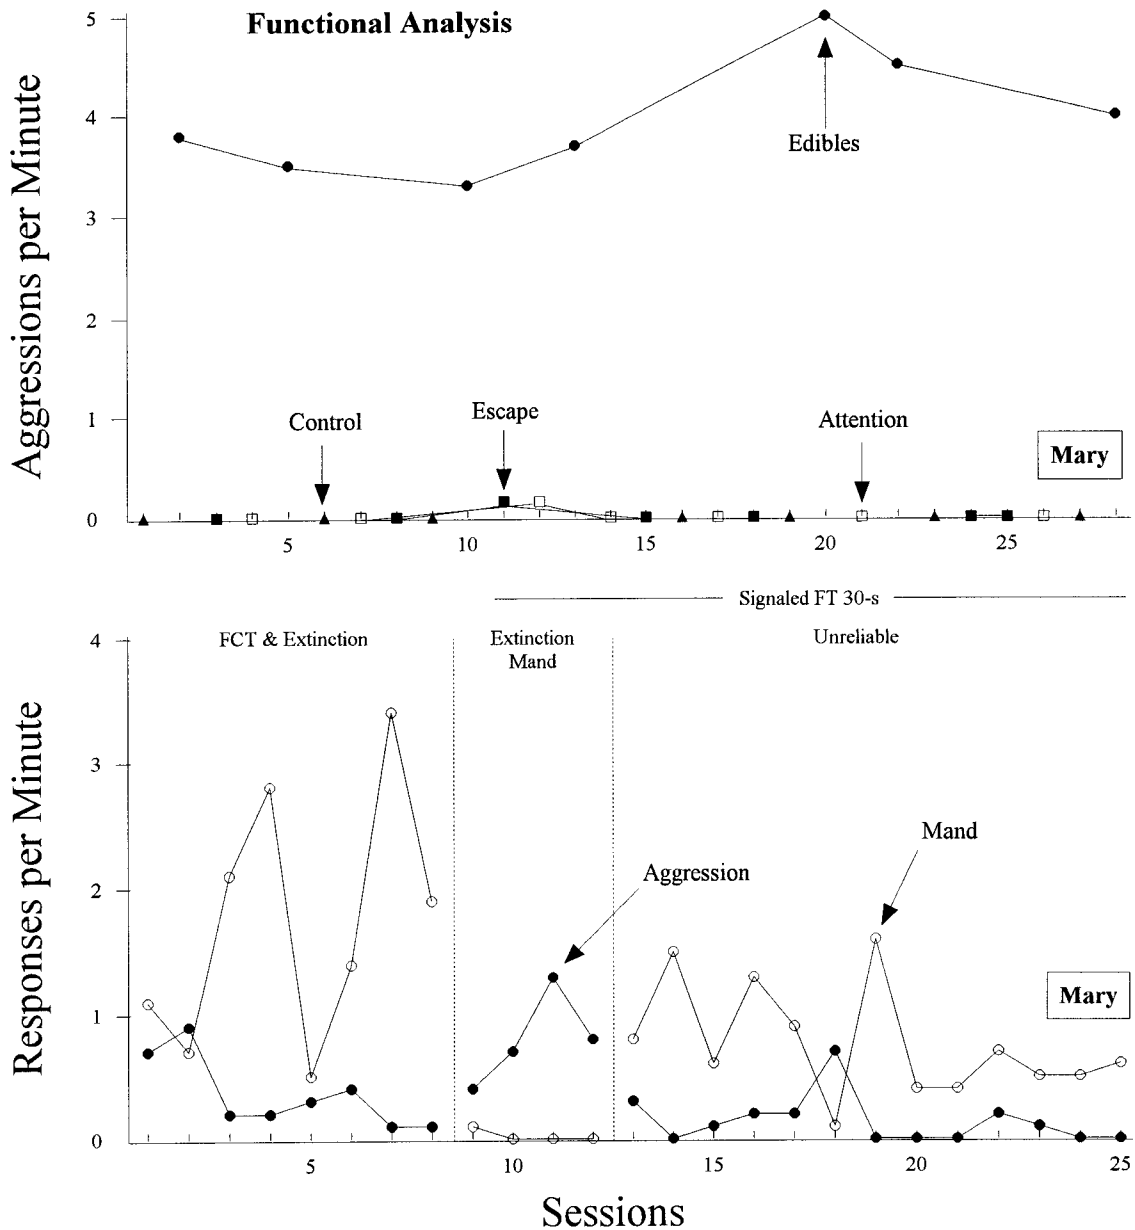 Functional Analysis
Aggressions per Minute
5
4
3
2
1
0
Edibles
Control
Escape
Attention
Mary
5
10
15
20
25
Signaled FT 30-s
FCT & Extinction
Extinction
Mand
Unreliable
Responses per Minute
4
3
2
1
0
Aggression
Mand
Mary
5
10
15
20
25
Sessions